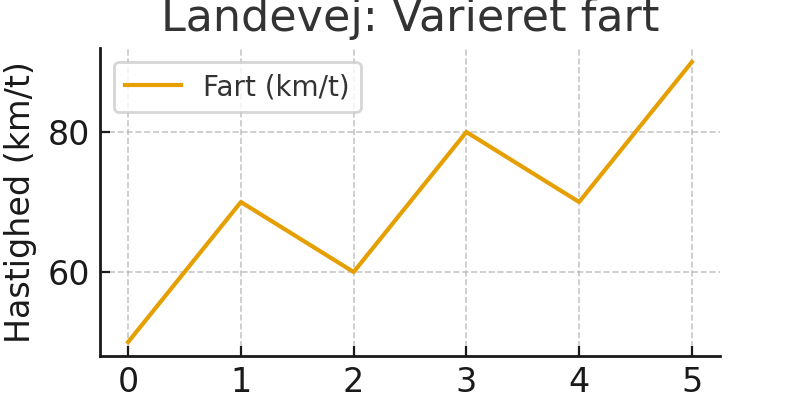 Landevej: Varieret fart
Fart (km/t)
Hastighed (km/t)
80
60
0 1 2 3 4 5